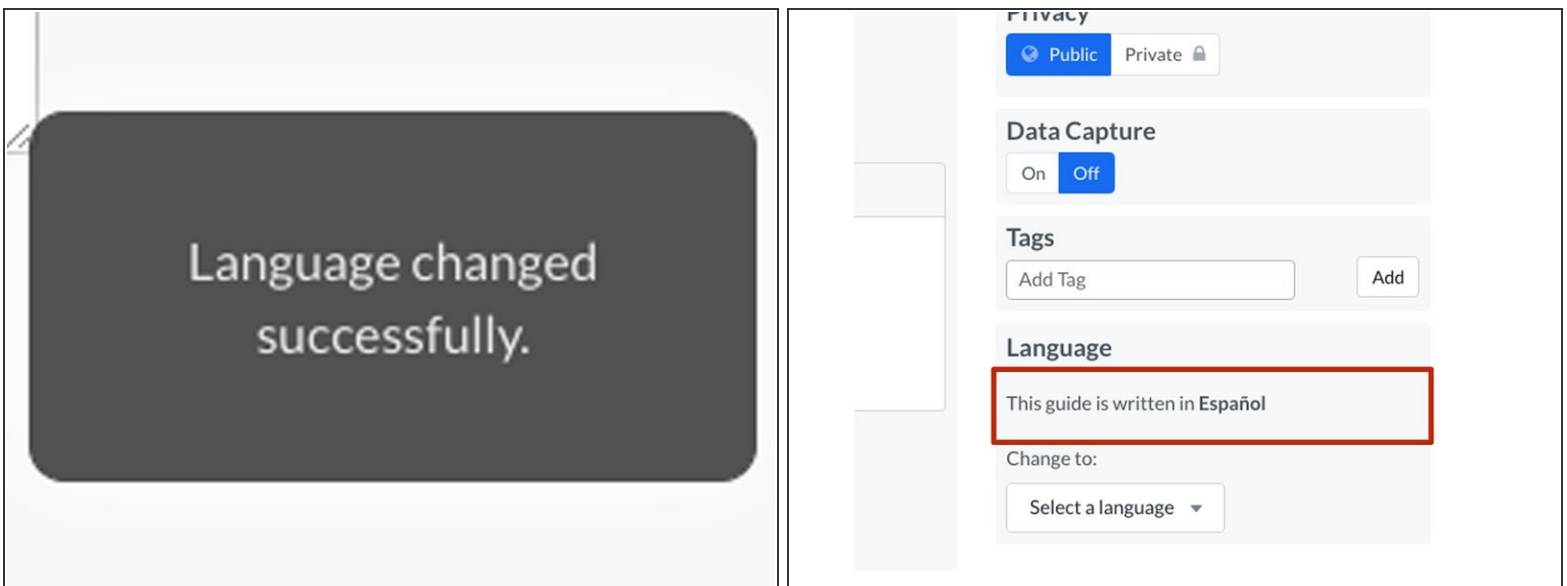 Language changed
successfully.
Privacy
Public Private
Data Capture
On Off
Tags
Add Tag Add
Language
This guide is written in Español
Change to:
Select a language